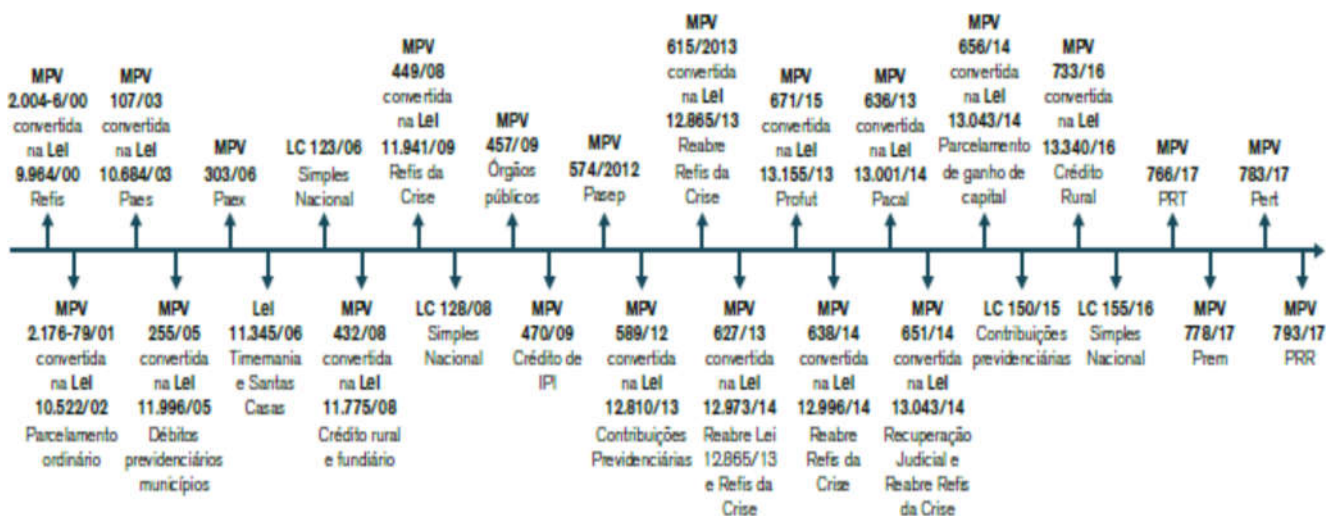 MPV
2.004-6/00
convertida
na Lei
9.964/00
Refis
MPV
107/03
convertida
na Lei
10.684/03
Paes
MPV
303/06
Paex
LC 123/06
Simples
Nacional
MPV
449/08
convertida
na Lei
11.941/09
Refis da
Crise
MPV
457/09
Órgãos
públicos
MPV
574/2012
Pasep
MPV
615/2013
convertida
na Lei
12.865/13
Reabre
Refis da
Crise
MPV
671/15
convertida na Lei
13.155/13
Profut
MPV
636/13
convertida
na Lei
13.001/14
Pacal
MPV
656/14
convertida
na Lei
13.043/14
Parcelamento
de ganho de
capital
MPV
733/16
convertida
na Lei
13.340/16
Crédito
Rural
MPV
766/17
PRT
MPV
783/17
Pert
MPV
2.176-79/01
convertida
na Lei
10.522/02
Parcelamento
ordinário
MPV
255/05
convertida
na Lei
11.996/05
Débitos
previdenciários
municípios
Lei
11.345/06
Timemania
e Santas
Casas
MPV
432/08
convertida
na Lei
11.775/08
Crédito rural
e fundiário
LC 128/08
Simples
Nacional
MPV
470/09
Crédito de
IPI
MPV
589/12
convertida
na Lei
12.810/13
Contribuições
Previdenciárias
MPV
627/13
convertida
na Lei
12.973/14
Reabre Lei
12.865/13
e Refis da
Crise
MPV
638/14
convertida
na Lei
12.996/14
Reabre
Refis da
Crise
MPV
651/14
convertida
na Lei
13.043/14
Recuperação
Judicial e
Reabre Refis
da Crise
LC 150/15
Contribuições
previdenciárias
LC 155/16
Simples
Nacional
MPV
778/17
Prem
MPV
793/17
PRR